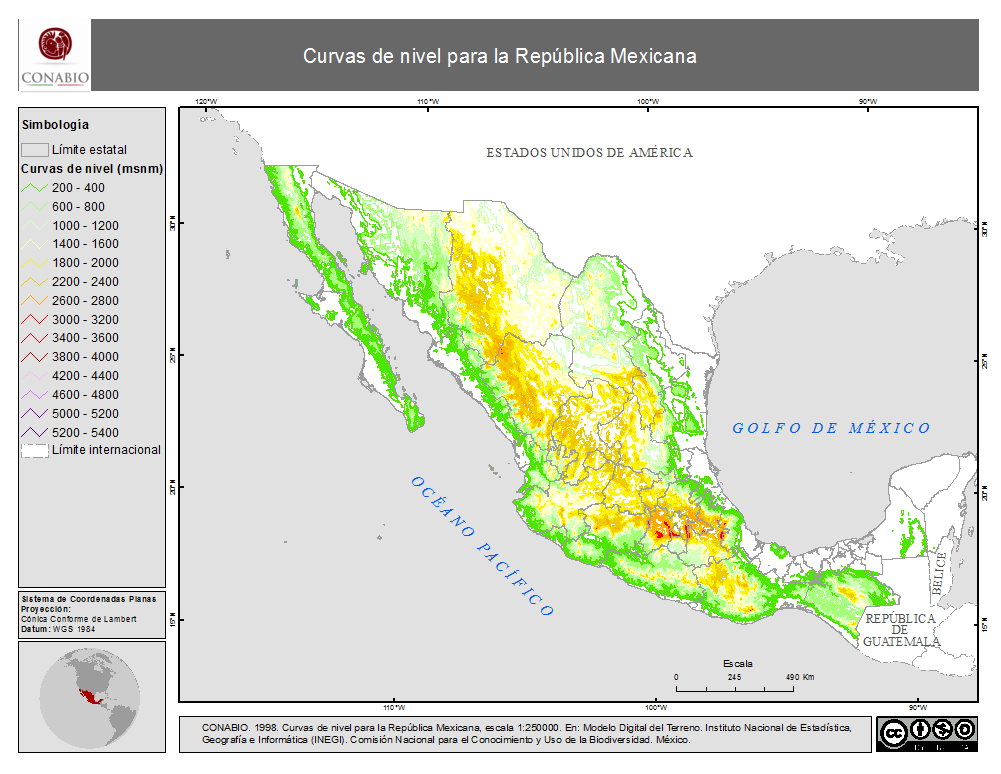 CONABIO
Curvas de nivel para la República Mexicana
Simbología
Límite estatal
Curvas de nivel (msnm)
200 - 400
600 - 800
1000 - 1200
1400 - 1600
1800 - 2000
2200 - 2400
2600 - 2800
3000 - 3200
3400 - 3600
3800 - 4000
4200 - 4400
4600 - 4800
5000 - 5200
5200 - 5400
Límite internacional
Sistema de Coordenadas Planas
Proyección:
Cónica Conforme de Lambert
Datum: WGS 1984
120°W
110°W
100°W
90°W
30°N
30°N
25°N
25°N
20°N
20°N
15°N
15°N
ESTADOS UNIDOS DE AMÉRICA
GOLFO DE MÉXICO
OCÉANO PACÍFICO
BELICE
REPÚBLICA
DE
GUATEMALA
Escala
0 245 490 Km
110°W
100°W
90°W
CONABIO. 1998. Curvas de nivel para la República Mexicana, escala 1:250000. En: Modelo Digital del Terreno. Instituto Nacional de Estadística,
Geografía e Informática (INEGI). Comisión Nacional para el Conocimiento y Uso de la Biodiversidad. México.
cc